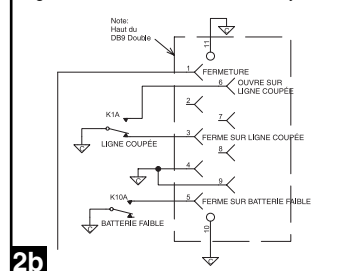 Note:
Haut du
DB9 Double
11
1
FERMETURE
6
OUVRE SUR
LIGNE COUPÉE
2
K1A
7
3
FERME SUR LIGNE COUPÉE
LIGNE COUPÉE
8
4
9
K10A
5
FERME SUR BATTERIE FAIBLE
BATTERIE FAIBLE
10
2b